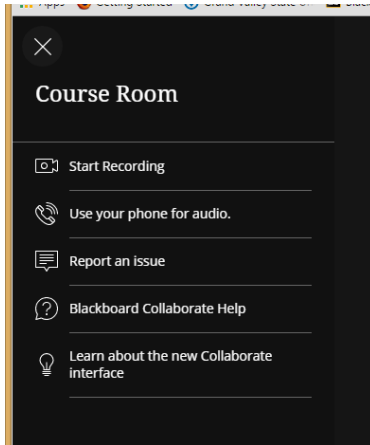 Course Room
Start Recording
Use your phone for audio.
Report an issue
Blackboard Collaborate Help
Learn about the new Collaborate
interface